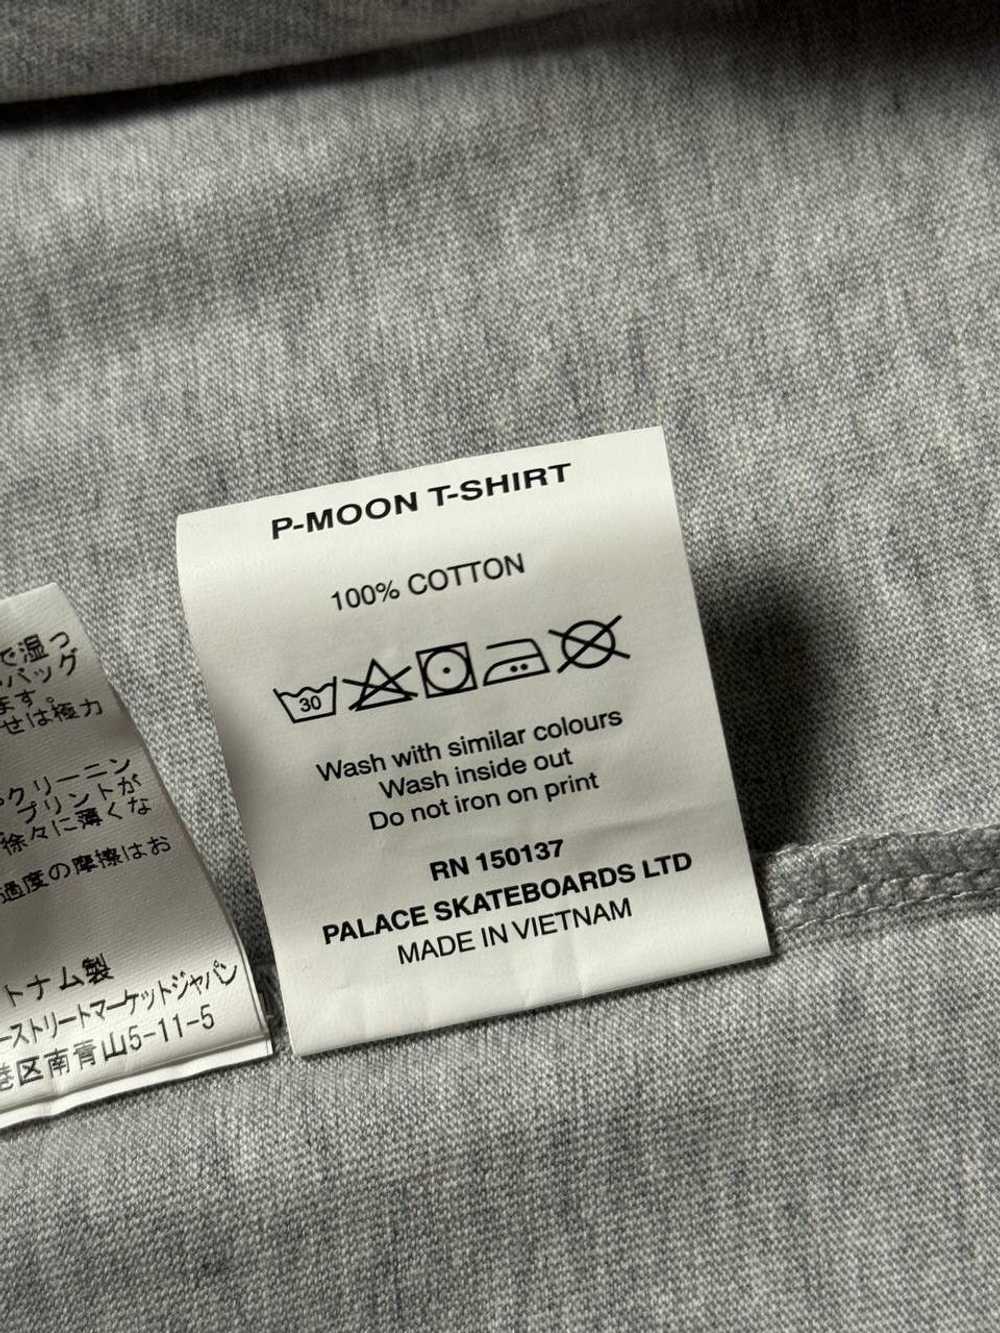 で湿っ
バッグ
ます。
せは極力
クリーニン
プリントが
徐々に薄くな
過度の摩擦はお
トナム製
ーストリートマーケットジャパン
港区南青山5-11-5
P-MOON T-SHIRT
100% COTTON
30
Wash with similar colours
Wash inside out
Do not iron on print
RN 150137
PALACE SKATEBOARDS LTD
MADE IN VIETNAM